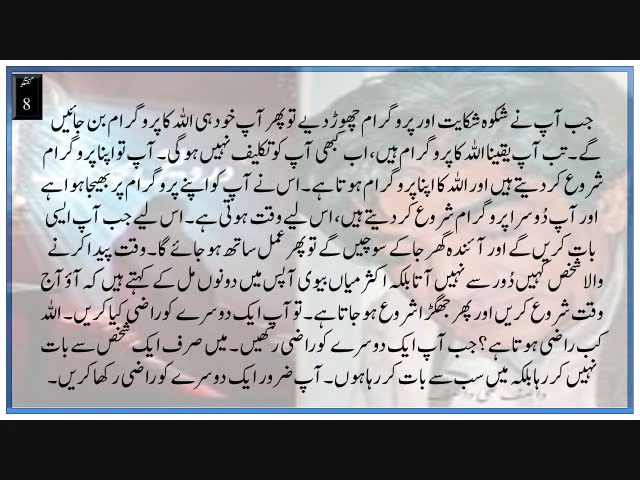 گفتگو
8
جب آپ نے شکوہ شکایت اور پروگرام چھوڑ دیے تو پھر آپ خود ہی اللہ کا پروگرام بن جائیں
گے۔ تب آپ یقینا اللہ کا پروگرام ہیں، اب کبھی آپ کو تکلیف نہیں ہوگی۔ آپ تو اپنا پروگرام
شروع کر دیتے ہیں اور اللہ کا اپنا پروگرام ہوتا ہے۔ اس نے آپ کو اپنے پروگرام پر بھیجا ہوا ہے
اور آپ دُوسرا پروگرام شروع کر دیتے ہیں، اس لیے وقت ہوتی ہے۔ اس لیے جب آپ ایسی
بات کریں گے اور آئندہ گھر جا کے سوچیں گے تو پھر عمل ساتھ ہو جائے گا۔ وقت پیدا کرنے
والا شخص کہیں دُور سے نہیں آتا بلکہ اکثر میاں بیوی آپس میں دونوں مل کے کہتے ہیں کہ آؤ آج
وقت شروع کریں اور پھر جھگڑا شروع ہو جاتا ہے۔ تو آپ ایک دوسرے کو راضی کیا کریں۔ اللہ
کب راضی ہوتا ہے؟ جب آپ ایک دوسرے کو راضی رکھیں۔ میں صرف ایک شخص سے بات
نہیں کر رہا بلکہ میں سب سے بات کر رہا ہوں۔ آپ ضرور ایک دوسرے کو راضی رکھا کریں۔
واصف علی واصف